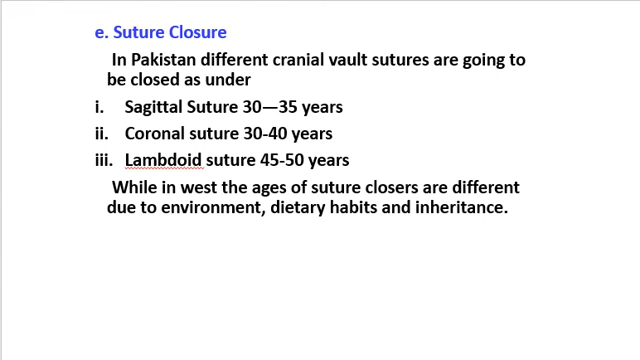 e. Suture Closure
In Pakistan different cranial vault sutures are going to
be closed as under
i. Sagittal Suture 30—35 years
ii. Coronal suture 30-40 years
iii. Lambdoid suture 45-50 years
While in west the ages of suture closers are different
due to environment, dietary habits and inheritance.